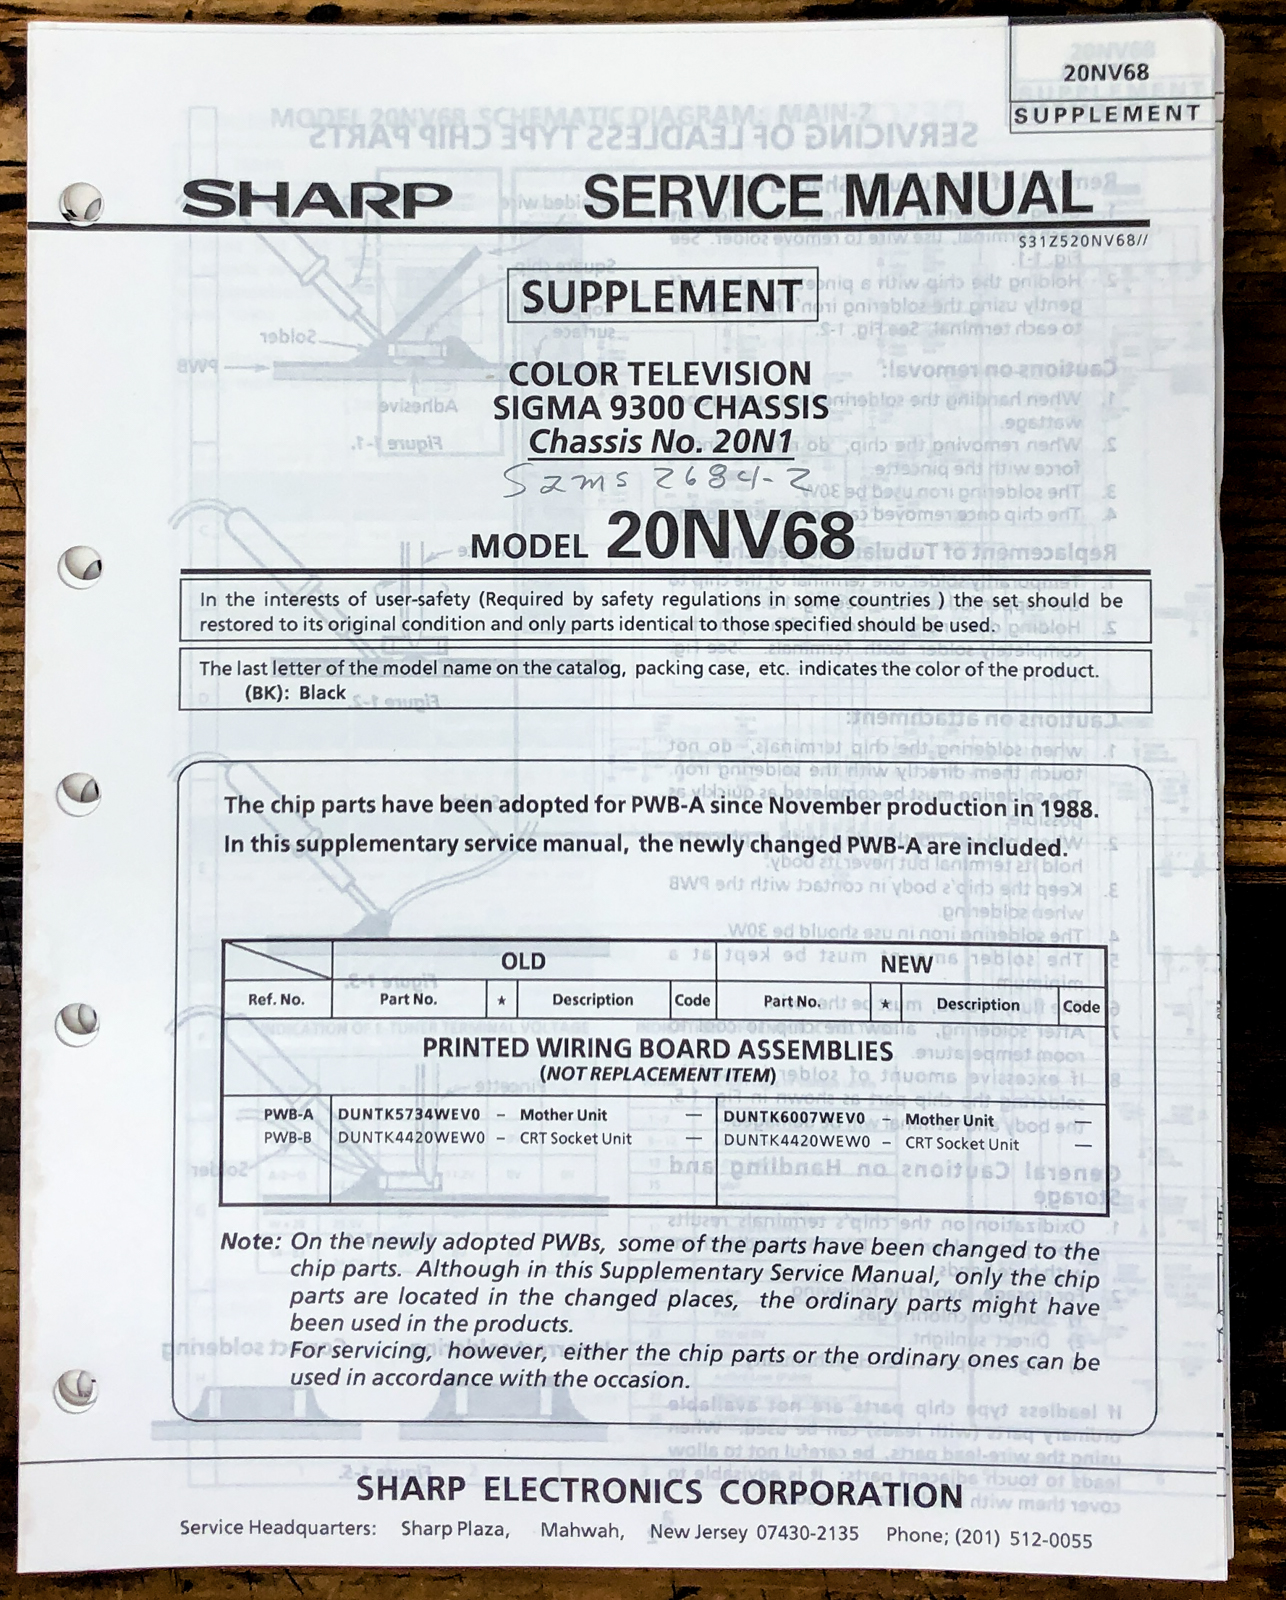 20NV68
SUPPLEMENT
SHARP SERVICE MANUAL
S31Z520NV68//
SUPPLEMENT
COLOR TELEVISION
SIGMA 9300 CHASSIS
Chassis No. 20N1
Sams 2684-2
MODEL 20NV68
In the interests of user-safety (Required by safety regulations in some countries ) the set should be
restored to its original condition and only parts identical to those specified should be used.
The last letter of the model name on the catalog, packing case, etc. indicates the color of the product.
(BK): Black
The chip parts have been adopted for PWB-A since November production in 1988.
In this supplementary service manual, the newly changed PWB-A are included.
OLD NEW
Ref. No. Part No. ★ Description Code Part No. ★ Description Code
PRINTED WIRING BOARD ASSEMBLIES
(NOT REPLACEMENT ITEM)
PWB-A DUNTK5734WEV0 – Mother Unit — DUNTK6007WEV0 – Mother Unit —
PWB-B DUNTK4420WEW0 – CRT Socket Unit — DUNTK4420WEW0 – CRT Socket Unit —
Note: On the newly adopted PWBs, some of the parts have been changed to the
chip parts. Although in this Supplementary Service Manual, only the chip
parts are located in the changed places, the ordinary parts might have
been used in the products.
For servicing, however, either the chip parts or the ordinary ones can be
used in accordance with the occasion.
SHARP ELECTRONICS CORPORATION
Service Headquarters: Sharp Plaza, Mahwah, New Jersey 07430-2135 Phone; (201) 512-0055